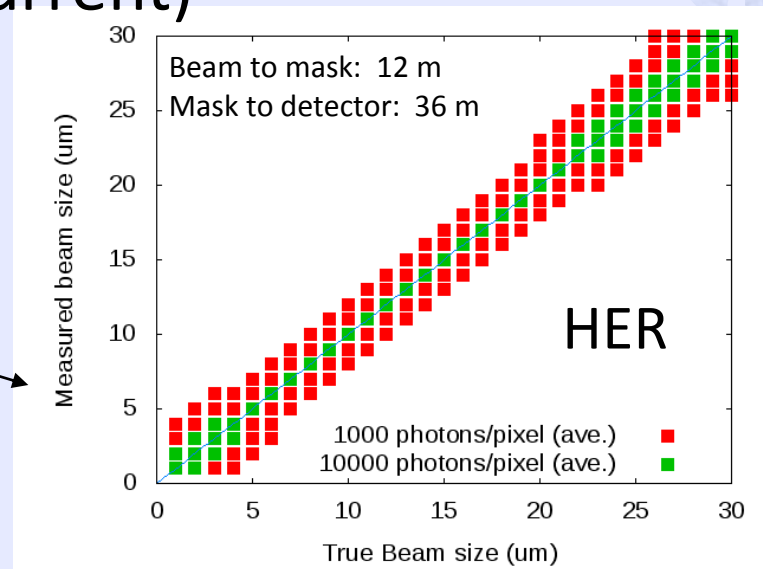 urrent)
Beam to mask: 12 m
Mask to detector: 36 m
HER
1000 photons/pixel (ave.)
10000 photons/pixel (ave.)
Measured beam size (um)
30
25
20
15
10
5
0
0 5 10 15 20 25 30
True Beam size (um)